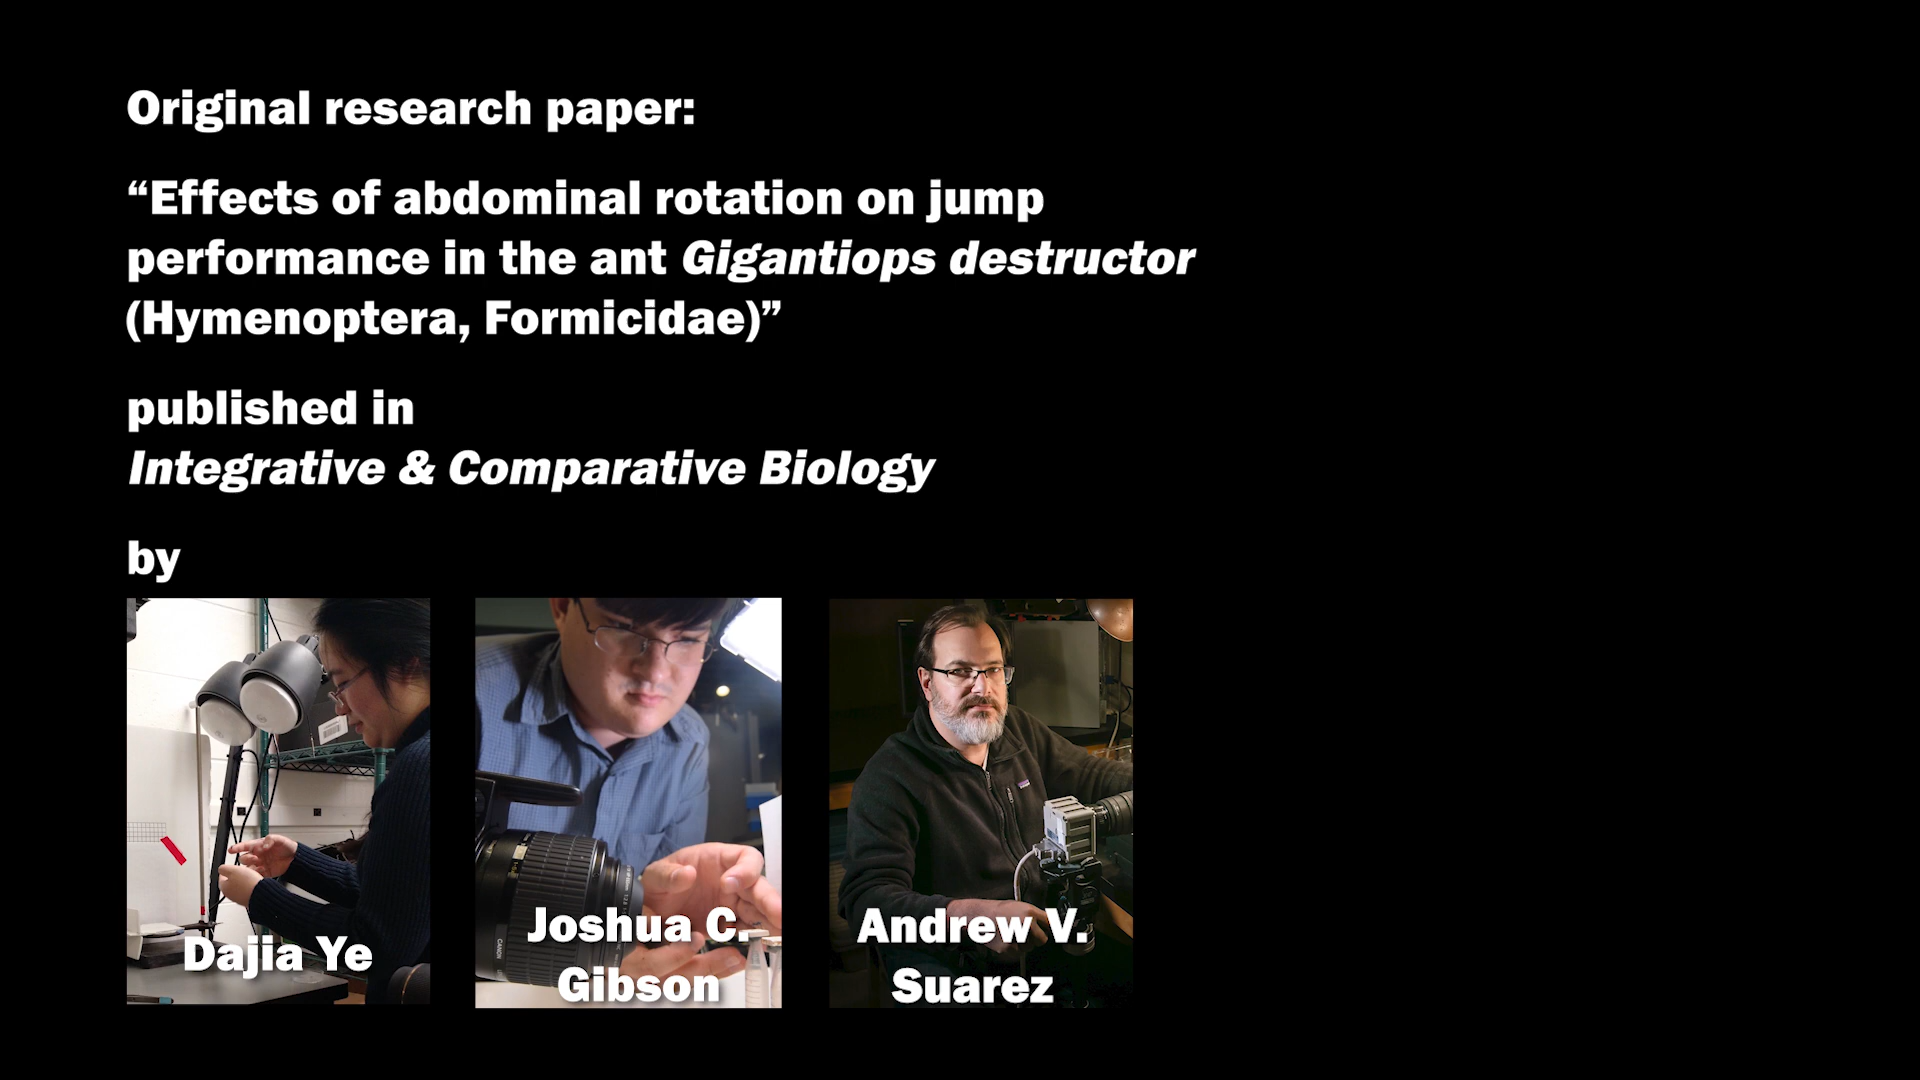 Original research paper:
“Effects of abdominal rotation on jump
performance in the ant Gigantiops destructor
(Hymenoptera, Formicidae)”
published in
Integrative & Comparative Biology
by
Dajia Ye
Joshua C.
Gibson
Andrew V.
Suarez
CANON